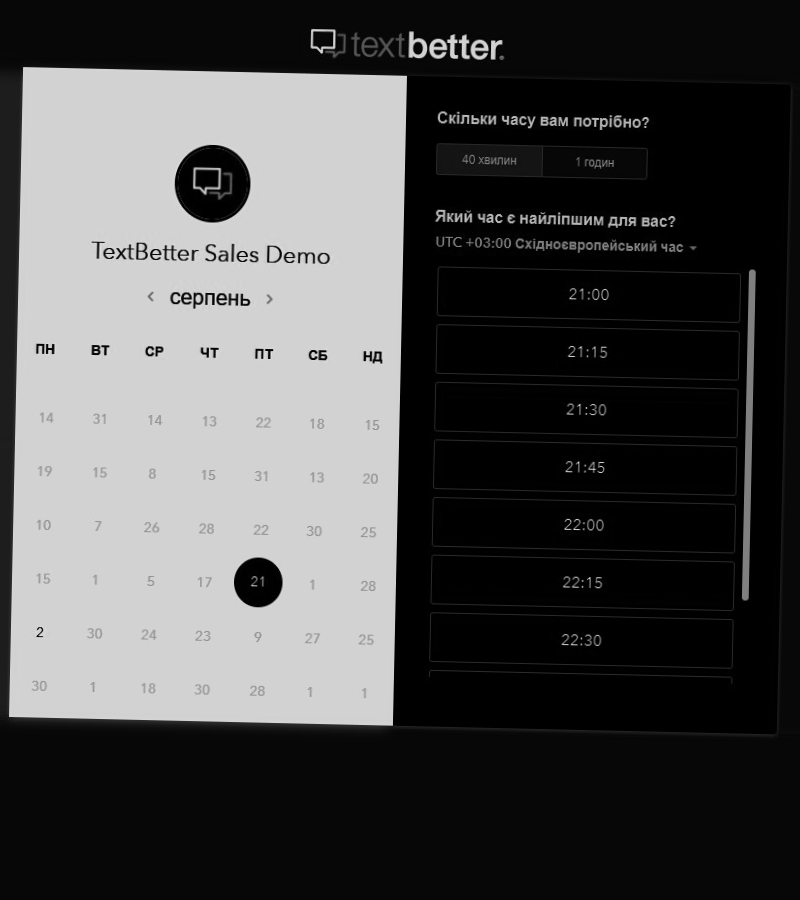 textbetter.
TextBetter Sales Demo
серпень
ПН ВТ СР ЧТ ПТ СБ НД
14 31 14 13 22 18 15
19 15 8 15 31 13 20
10 7 26 28 22 30 25
15 1 5 17 21 1 28
2 30 24 23 9 27 25
30 1 18 30 28 1 1
Скільки часу вам потрібно?
40 хвилин 1 годин
Який час є найліпшим для вас?
UTC +03:00 Східноєвропейський час
21:00
21:15
21:30
21:45
22:00
22:15
22:30